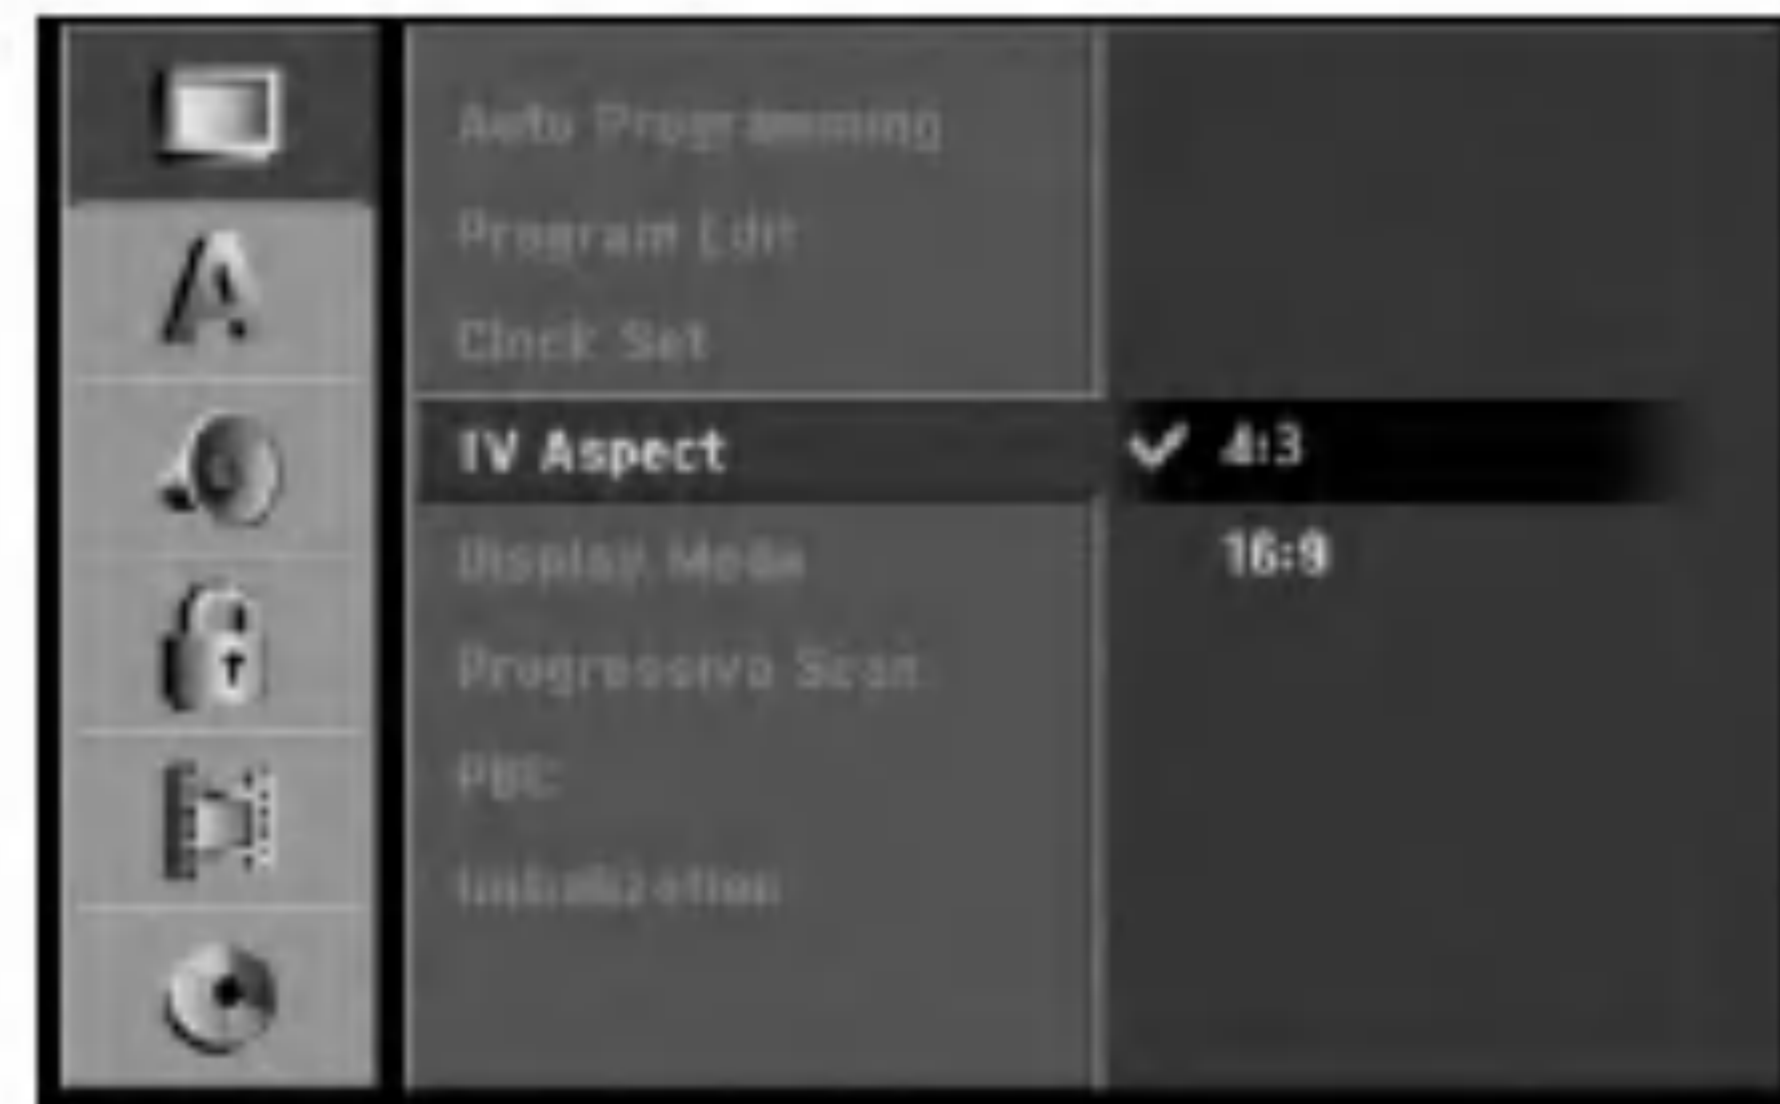 Auto Programming
Program Edit
Clock Set
TV Aspect
4:3
16:9
Display Mode
Progressive Scan
PBC
Initialization